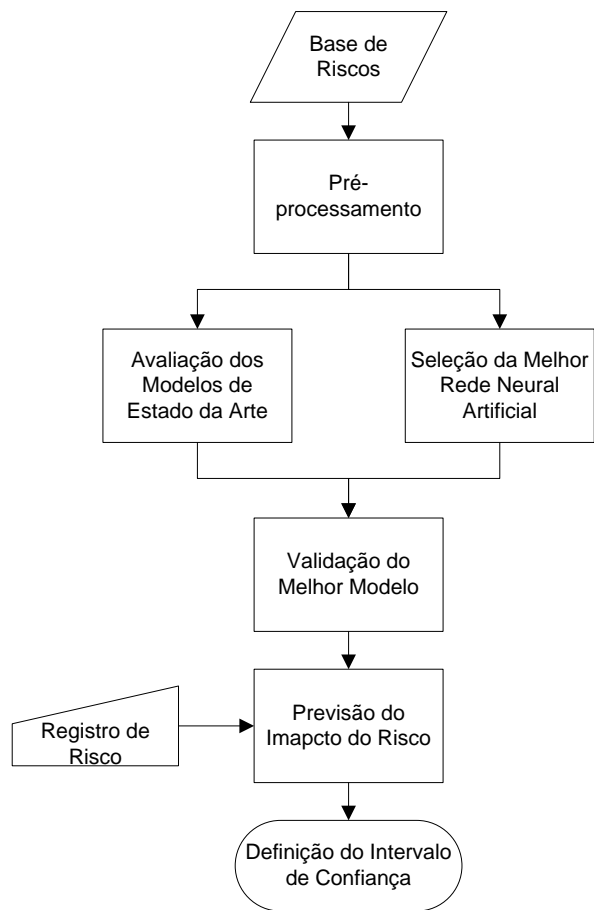 Base de
Riscos
Pré-
processamento
Avaliação dos
Modelos de
Estado da Arte
Seleção da Melhor
Rede Neural
Artificial
Validação do
Melhor Modelo
Registro de
Risco
Previsão do
Imapcto do Risco
Definição do Intervalo
de Confiança